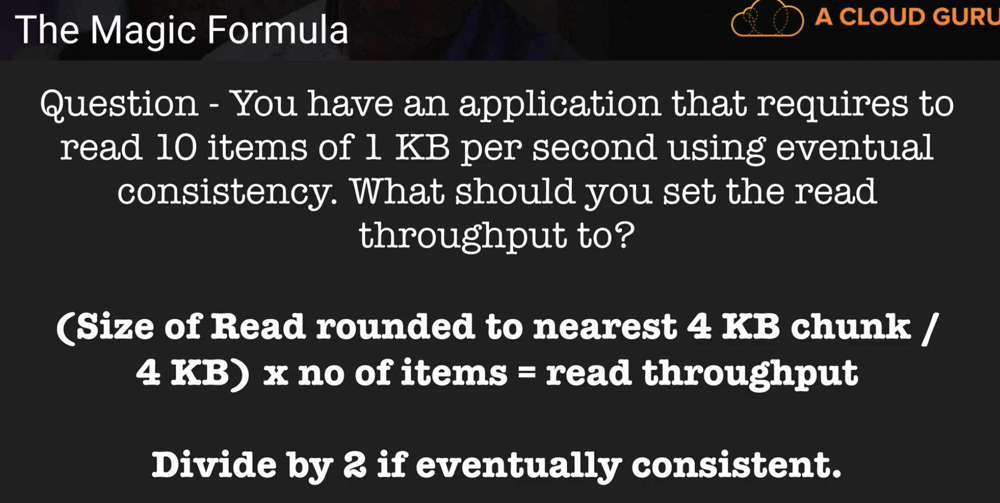 The Magic Formula
A CLOUD GURU
Question - You have an application that requires to
read 10 items of 1 KB per second using eventual
consistency. What should you set the read
throughput to?
(Size of Read rounded to nearest 4 KB chunk /
4 KB) x no of items = read throughput
Divide by 2 if eventually consistent.